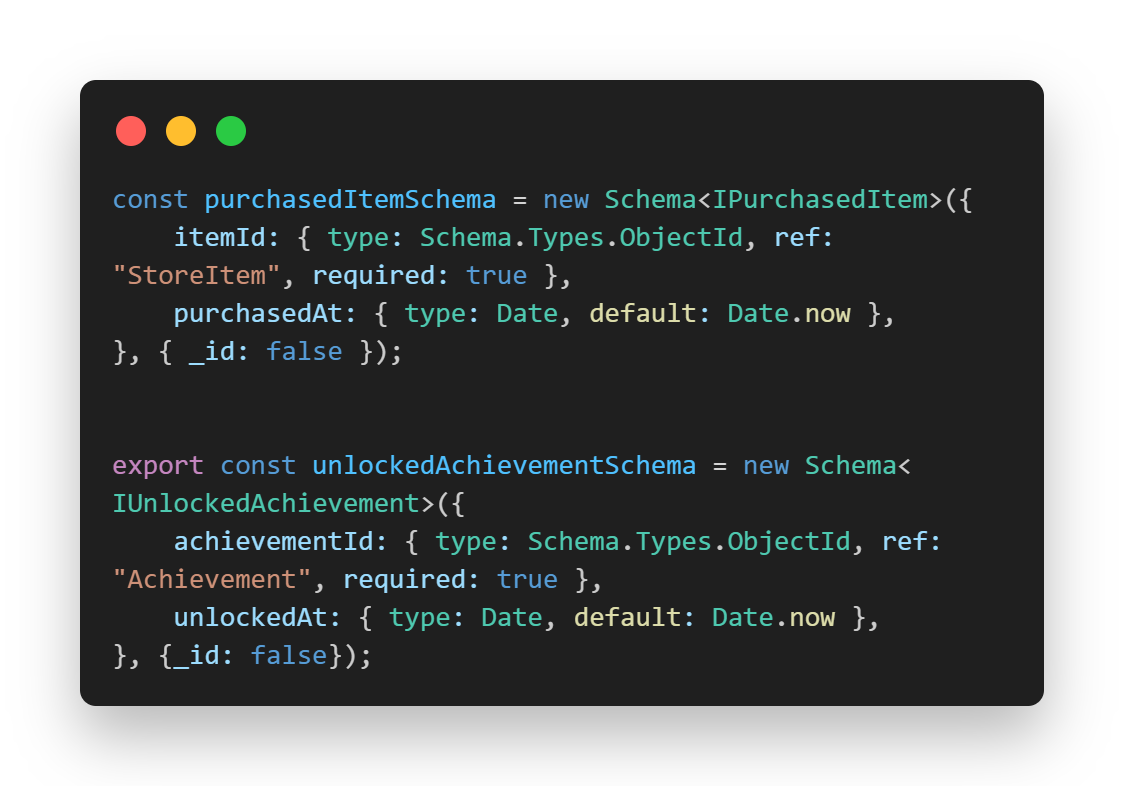 const purchasedItemSchema = new Schema<IPurchasedItem>({
    itemId: { type: Schema.Types.ObjectId, ref:
"StoreItem", required: true },
    purchasedAt: { type: Date, default: Date.now },
}, { _id: false });
export const unlockedAchievementSchema = new Schema<
IUnlockedAchievement>({
    achievementId: { type: Schema.Types.ObjectId, ref:
"Achievement", required: true },
    unlockedAt: { type: Date, default: Date.now },
}, {_id: false});